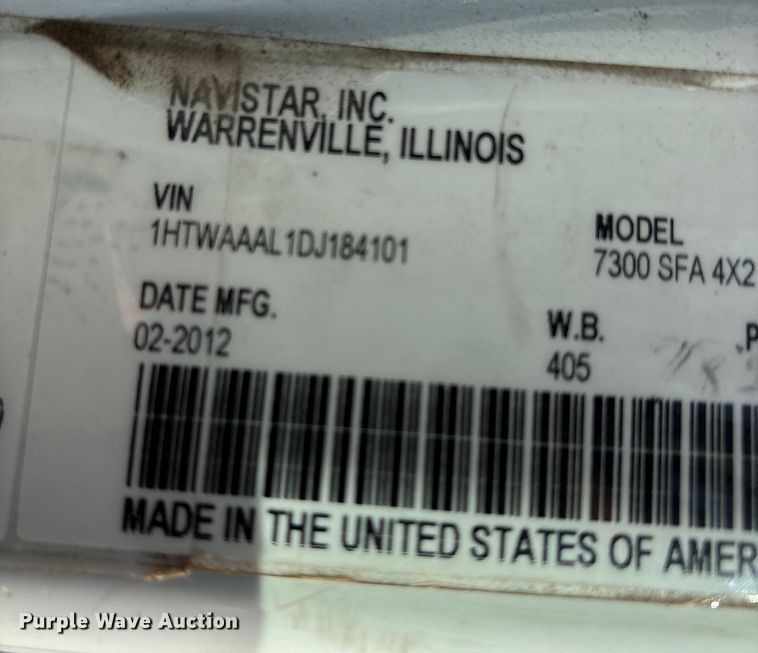 NAVISTAR, INC.
WARRENVILLE, ILLINOIS
VIN
1HTWAAAL1DJ184101
MODEL
7300 SFA 4X2
DATE MFG.
02-2012
W.B.
405
MADE IN THE UNITED STATES OF AMER
Purple Wave Auction